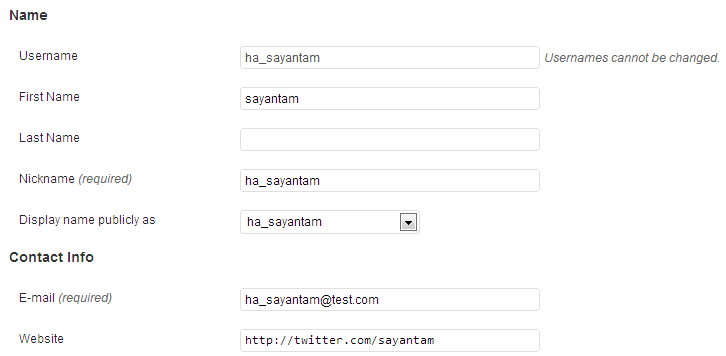 Name
Username ha_sayantam Usernames cannot be changed.
First Name sayantam
Last Name
Nickname (required) ha_sayantam
Display name publicly as ha_sayantam
Contact Info
E-mail (required) ha_sayantam@test.com
Website http://twitter.com/sayantam